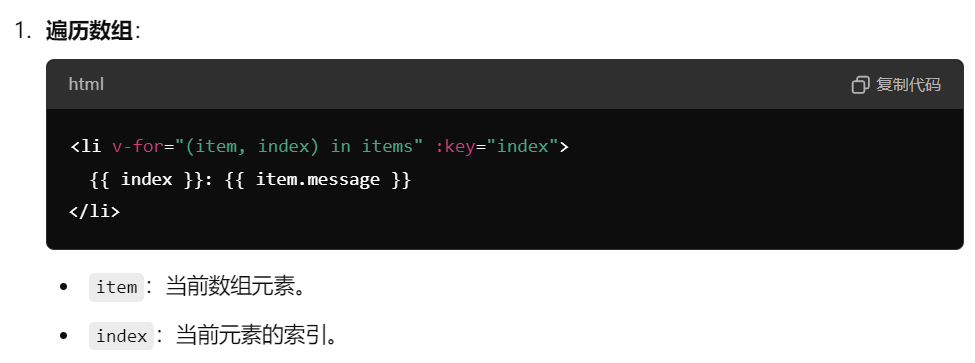 1. 遍历数组：
html 复制代码
<li v-for="(item, index) in items" :key="index">
{{ index }}: {{ item.message }}
</li>
• item：当前数组元素。
• index：当前元素的索引。